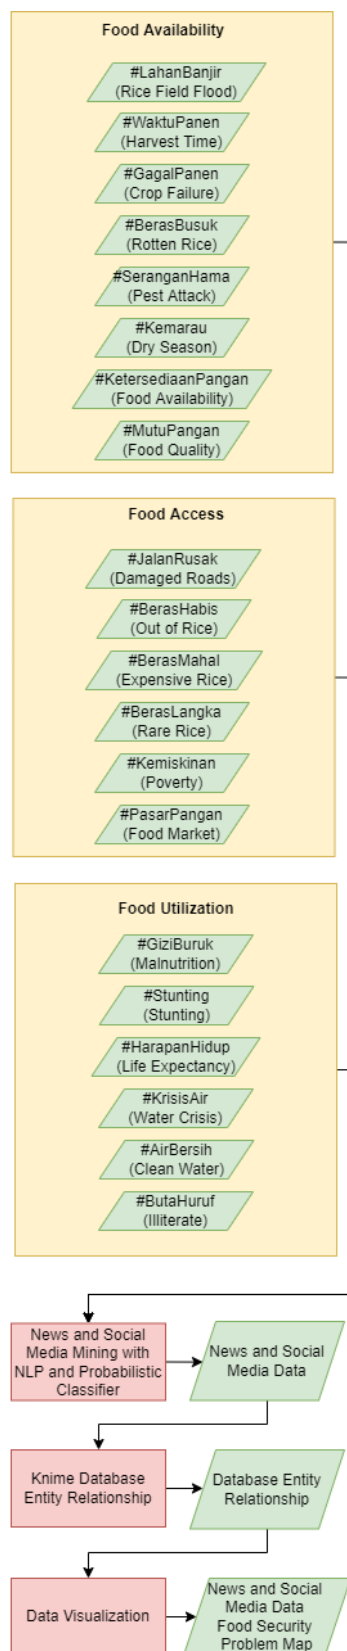 Food Availability
#LahanBanjir
(Rice Field Flood)
#WaktuPanen
(Harvest Time)
#GagalPanen
(Crop Failure)
#BerasBusuk
(Rotten Rice)
#SeranganHama
(Pest Attack)
#Kemarau
(Dry Season)
#KetersediaanPangan
(Food Availability)
#MutuPangan
(Food Quality)
Food Access
#JalanRusak
(Damaged Roads)
#BerasHabis
(Out of Rice)
#BerasMahal
(Expensive Rice)
#BerasLangka
(Rare Rice)
#Kemiskinan
(Poverty)
#PasarPangan
(Food Market)
Food Utilization
#GiziBuruk
(Malnutrition)
#Stunting
(Stunting)
#HarapanHidup
(Life Expectancy)
#KrisisAir
(Water Crisis)
#AirBersih
(Clean Water)
#ButaHuruf
(Illiterate)
News and Social
Media Mining with
NLP and Probabilistic
Classifier
News and Social
Media Data
Knime Database
Entity Relationship
Database Entity
Relationship
Data Visualization
News and Social
Media Data
Food Security
Problem Map